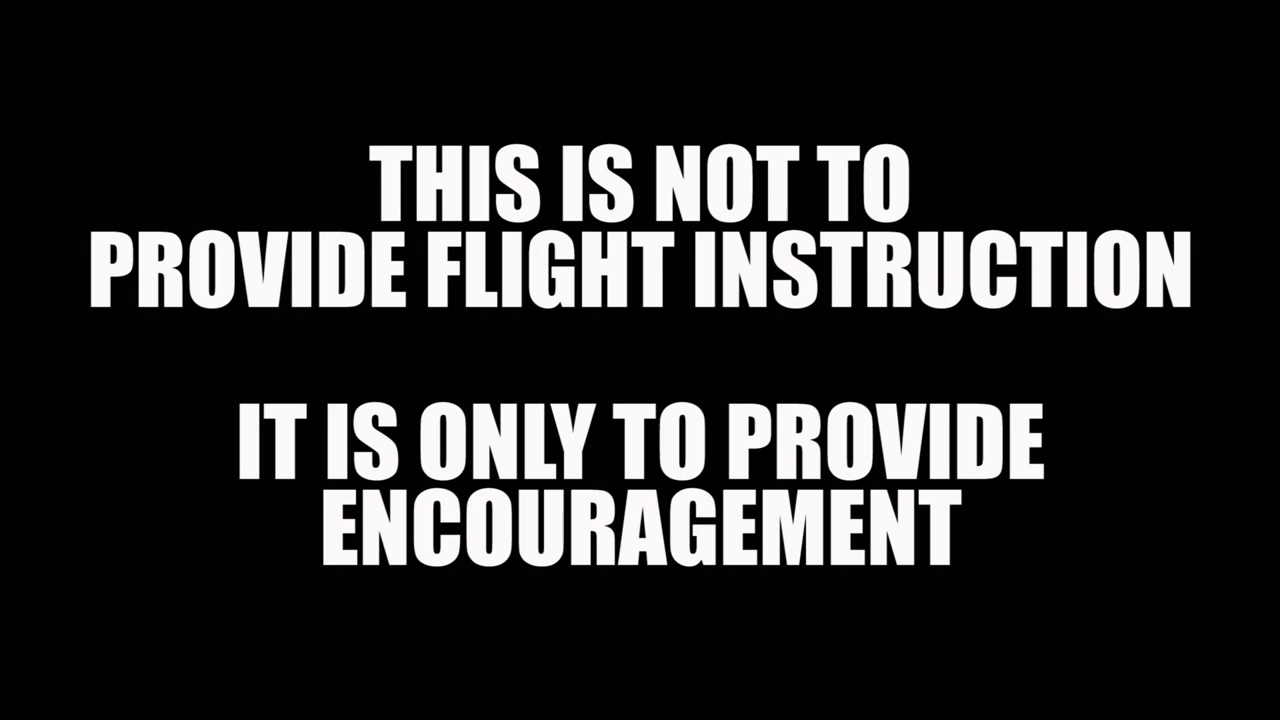 THIS IS NOT TO
PROVIDE FLIGHT INSTRUCTION
IT IS ONLY TO PROVIDE
ENCOURAGEMENT